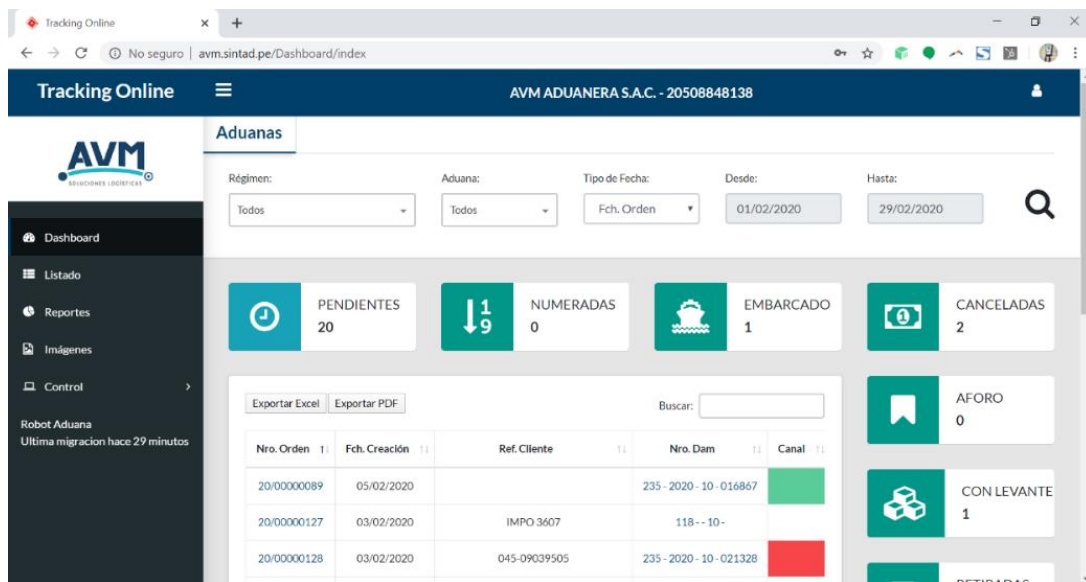 Tracking Online
No seguro | avm.sintad.pe/Dashboard/index
Tracking Online
AVM ADUANERA S.A.C. - 20508848138
AVM
SOLUCIONES LOGÍSTICAS
Dashboard
Listado
Reportes
Imágenes
Control
Robot Aduana
Ultima migracion hace 29 minutos
Aduanas
Régimen: Aduana: Tipo de Fecha: Desde: Hasta:
Todos Todos Fch. Orden 01/02/2020 29/02/2020
PENDIENTES
20
NUMERADAS
0
EMBARCADO
1
CANCELADAS
2
AFORO
0
CON LEVANTE
1
RETIRADAS
Exportar Excel Exportar PDF Buscar:
Nro. Orden Fch. Creación Ref. Cliente Nro. Dam Canal
20/00000089 05/02/2020 235 - 2020 - 10 - 016867
20/00000127 03/02/2020 IMPO 3607 118 - - 10 -
20/00000128 03/02/2020 045-09039505 235 - 2020 - 10 - 021328